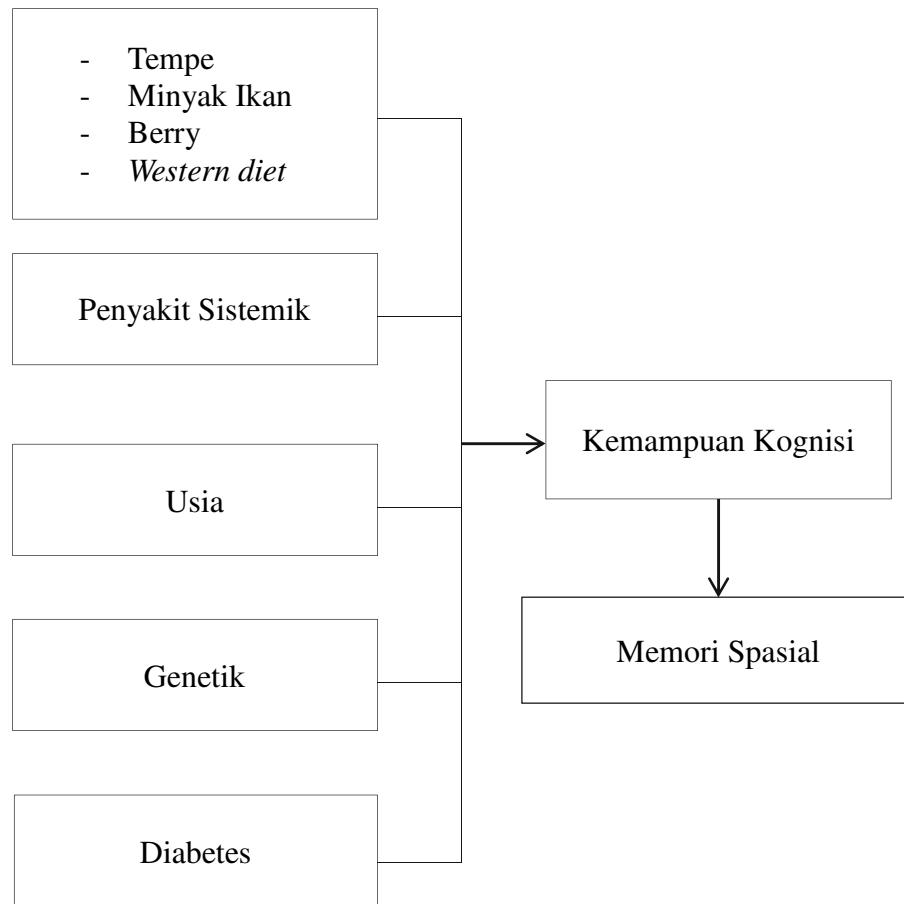 - Tempe
- Minyak Ikan
- Berry
- Western diet
Penyakit Sistemik
Usia
Genetik
Diabetes
Kemampuan Kognisi
Memori Spasial